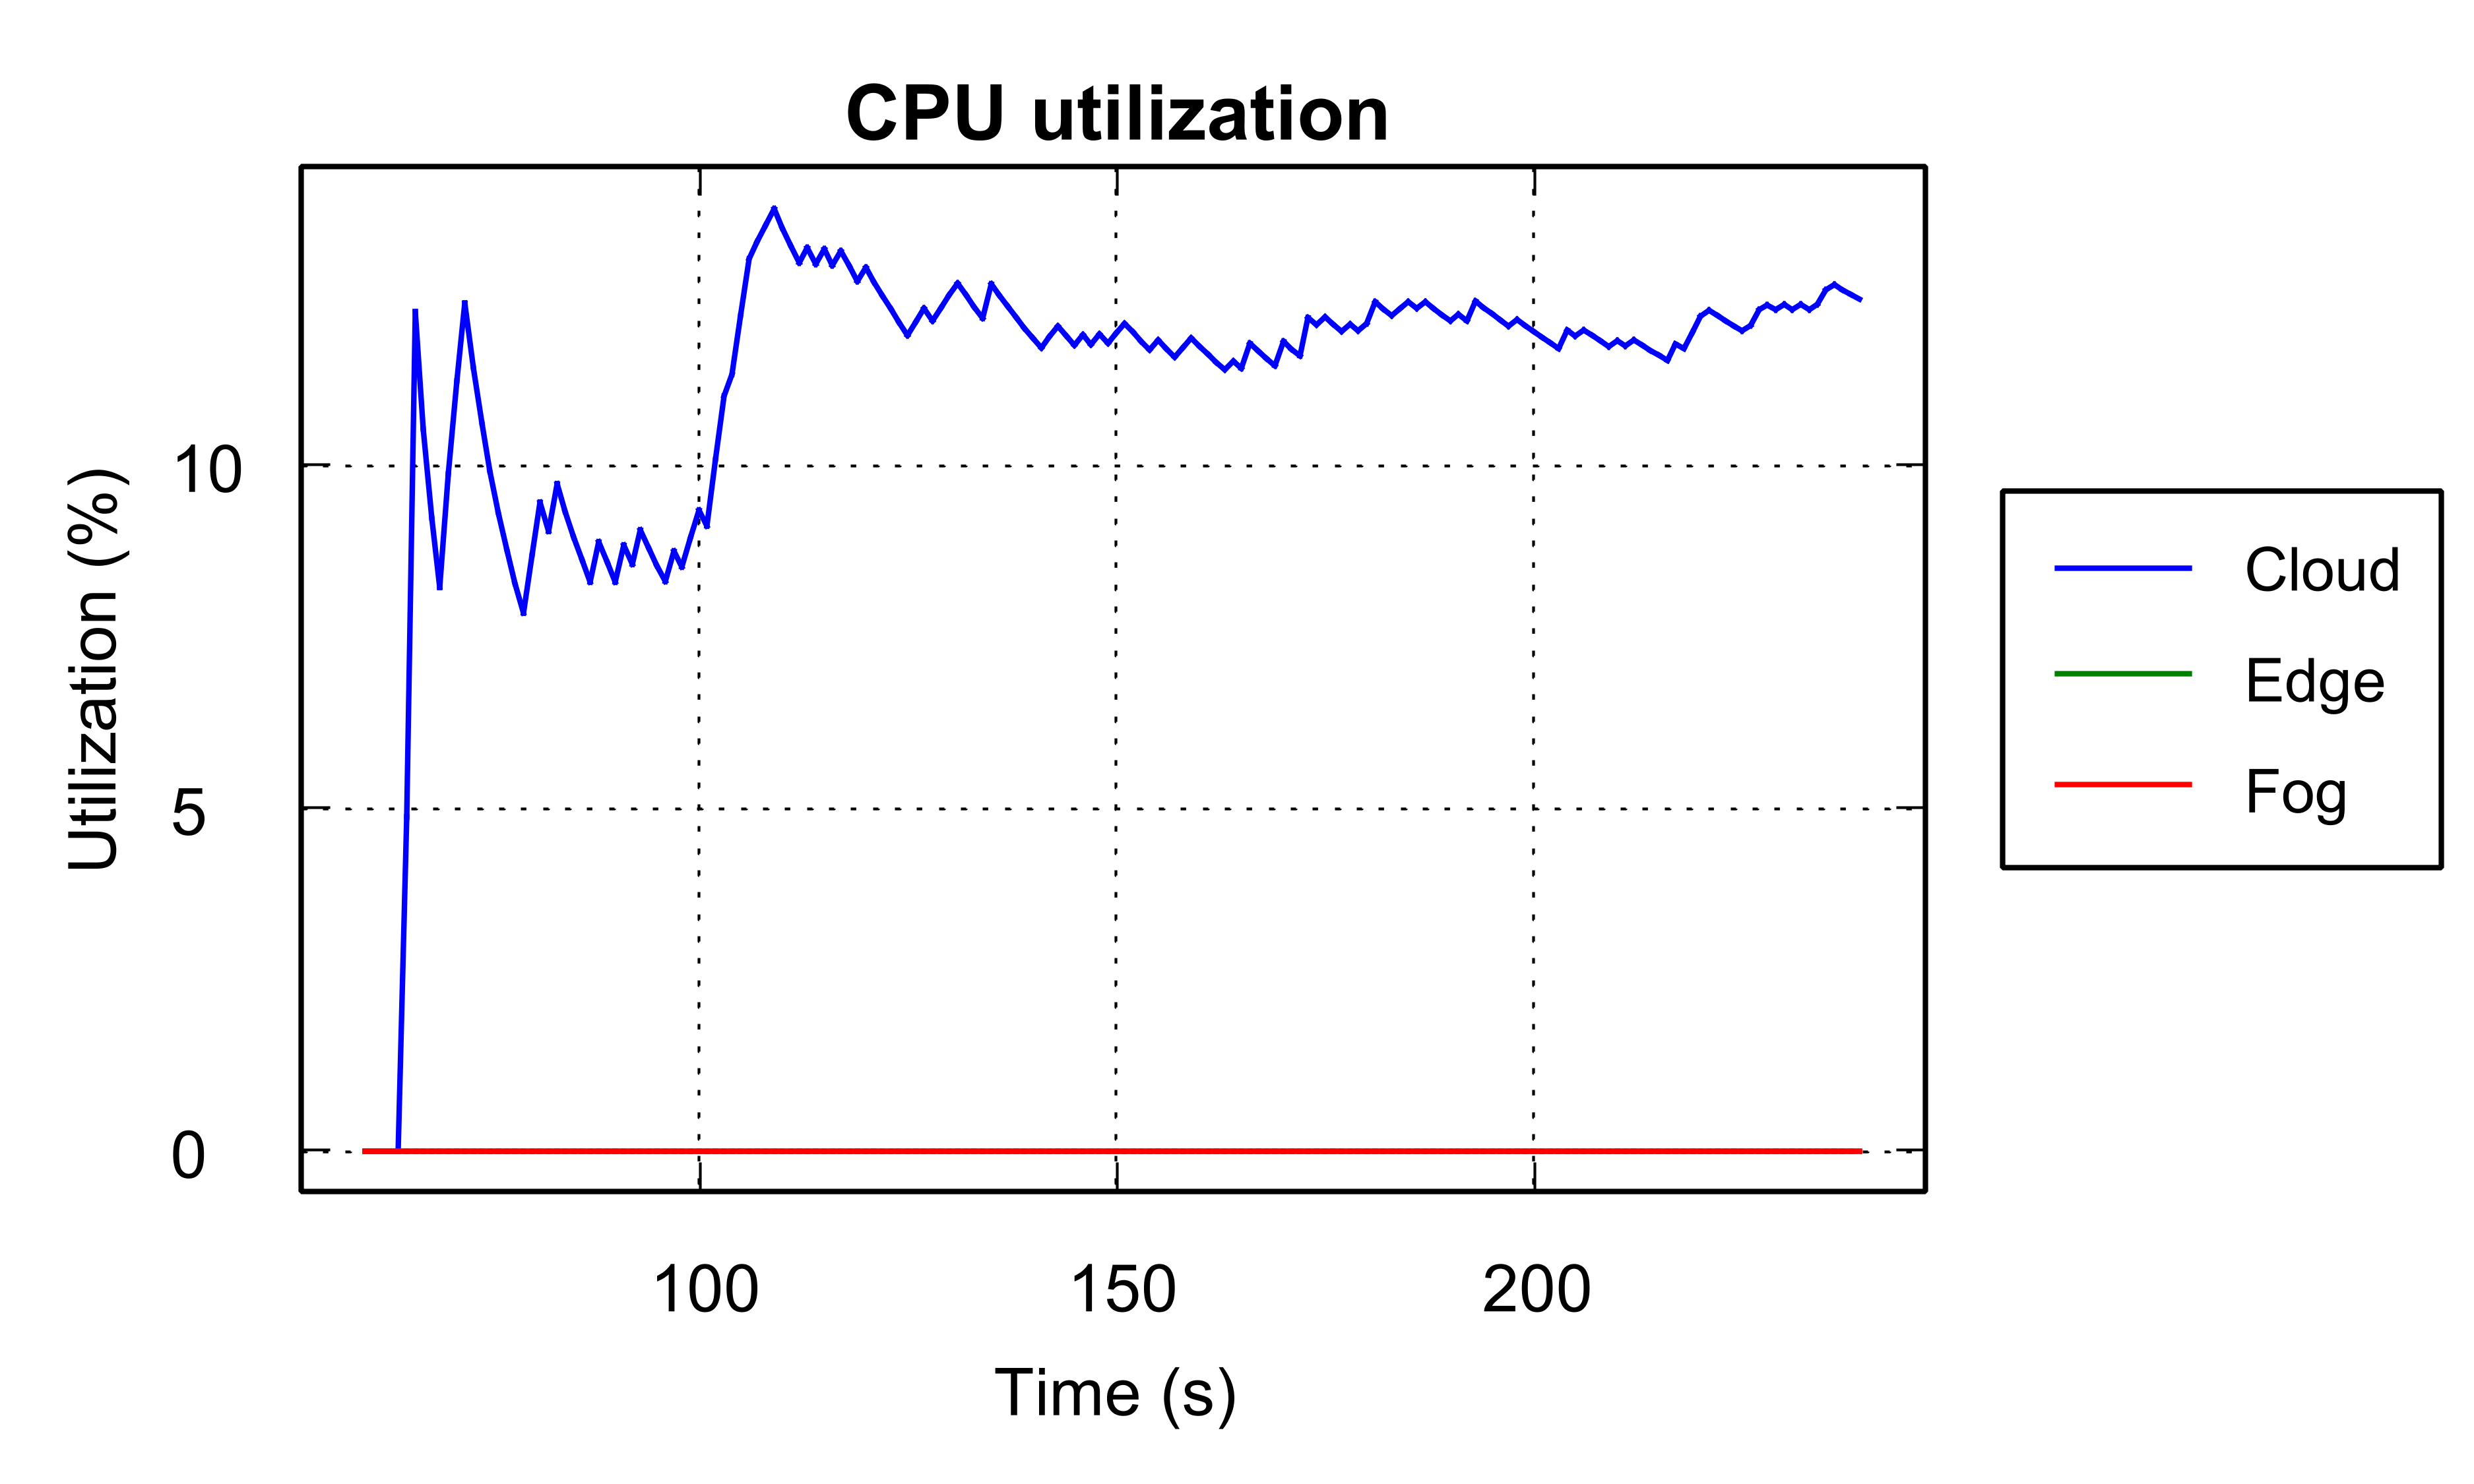 CPU utilization
Utilization (%)
10
5
0
100
150
200
Time (s)
Cloud
Edge
Fog